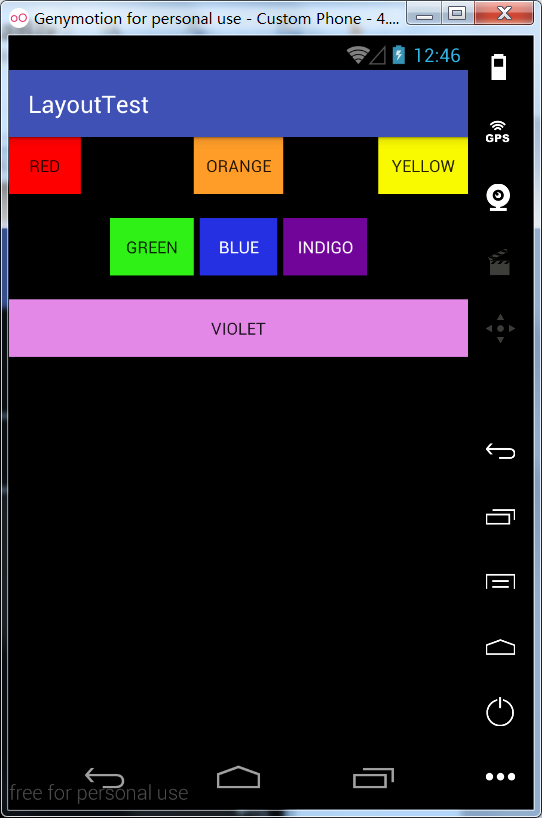 Genymotion for personal use - Custom Phone - 4....
12:46
GPS
LayoutTest
RED ORANGE YELLOW
GREEN BLUE INDIGO
VIOLET
free for personal use